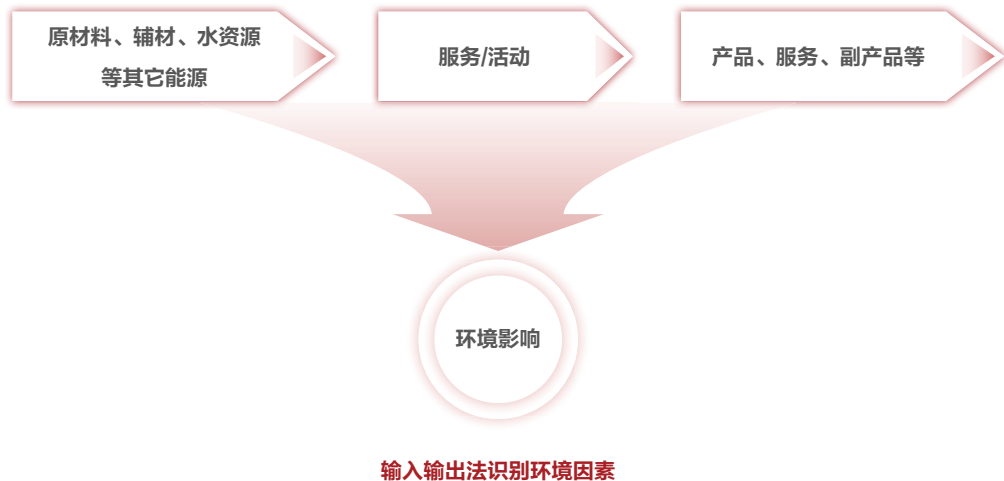 原材料、辅材、水资源
等其它能源
服务/活动
产品、服务、副产品等
环境影响
输入输出法识别环境因素